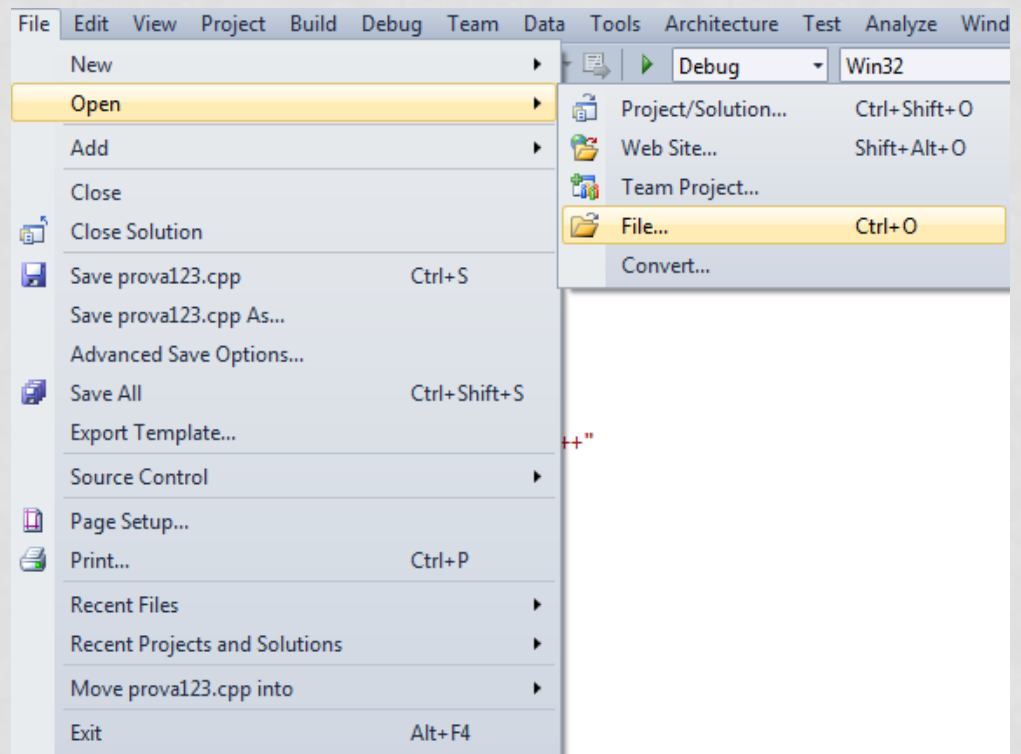 File Edit View Project Build Debug Team Data Tools Architecture Test Analyze Wind
Debug Win32
New
Open
Add
Close
Close Solution
Save prova123.cpp Ctrl+S
Save prova123.cpp As...
Advanced Save Options...
Save All Ctrl+Shift+S
Export Template...
Source Control
Page Setup...
Print... Ctrl+P
Recent Files
Recent Projects and Solutions
Move prova123.cpp into
Exit Alt+F4
Project/Solution... Ctrl+Shift+O
Web Site... Shift+Alt+O
Team Project...
File... Ctrl+O
Convert...
++"